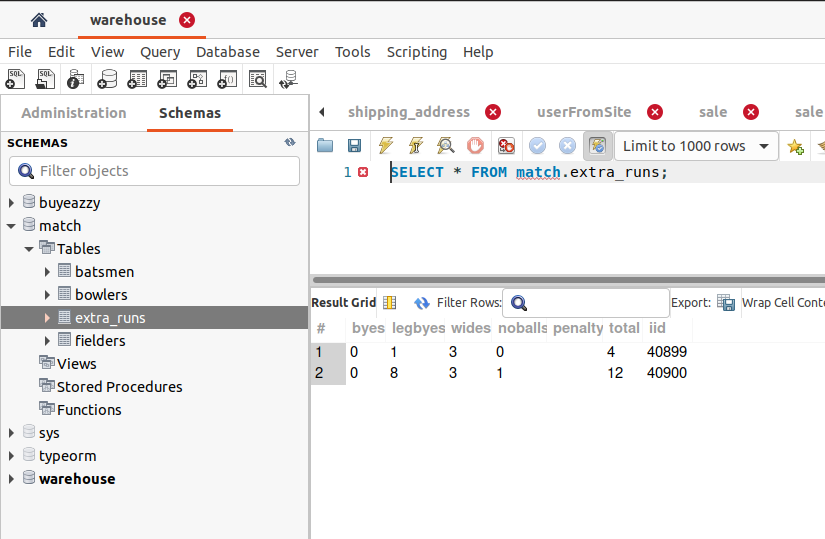 warehouse
File Edit View Query Database Server Tools Scripting Help
Administration Schemas
shipping_address userFromSite sale sale
SCHEMAS
Filter objects
Limit to 1000 rows
1 SELECT * FROM match.extra_runs;
buyeazzy
match
Tables
batsmen
bowlers
extra_runs
fielders
Views
Stored Procedures
Functions
sys
typeorm
warehouse
Result Grid Filter Rows: Export: Wrap Cell Conte
# byes legbyes wides noballs penalty total iid
1 0 1 3 0 4 40899
2 0 8 3 1 12 40900